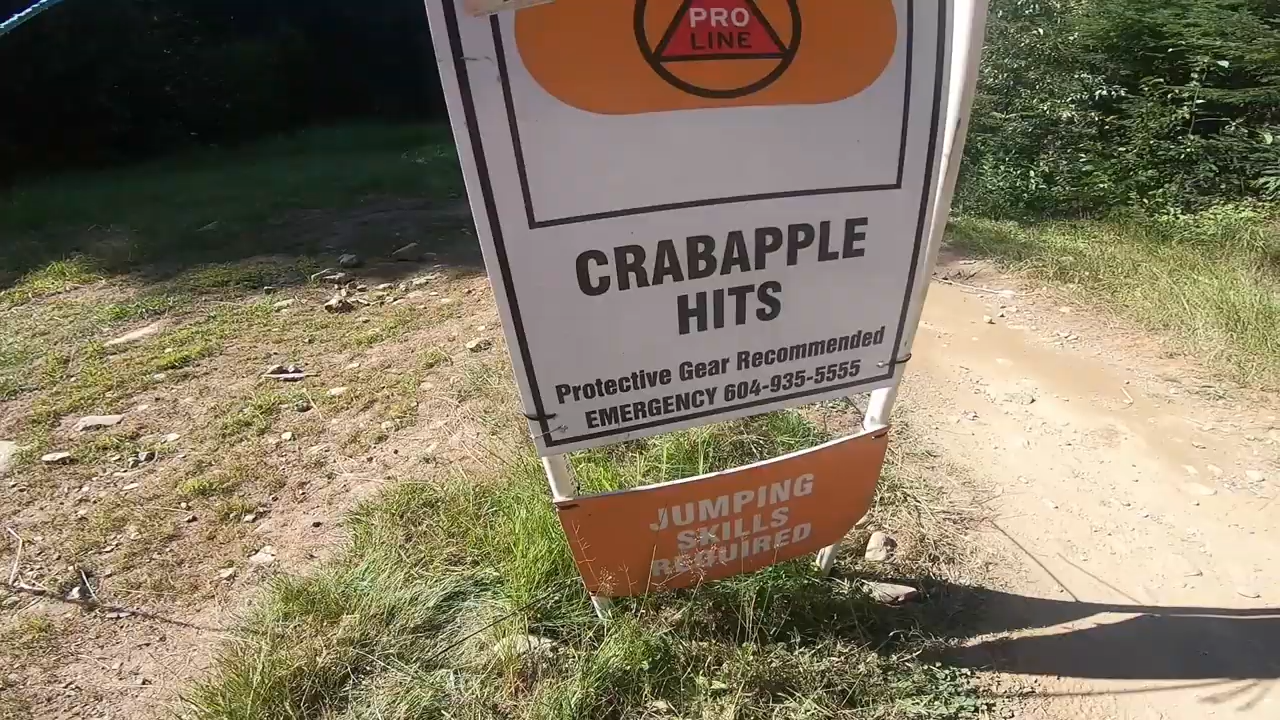 PRO
LINE
CRABAPPLE
HITS
Protective Gear Recommended
EMERGENCY 604-935-5555
JUMPING
SKILLS
REQUIRED